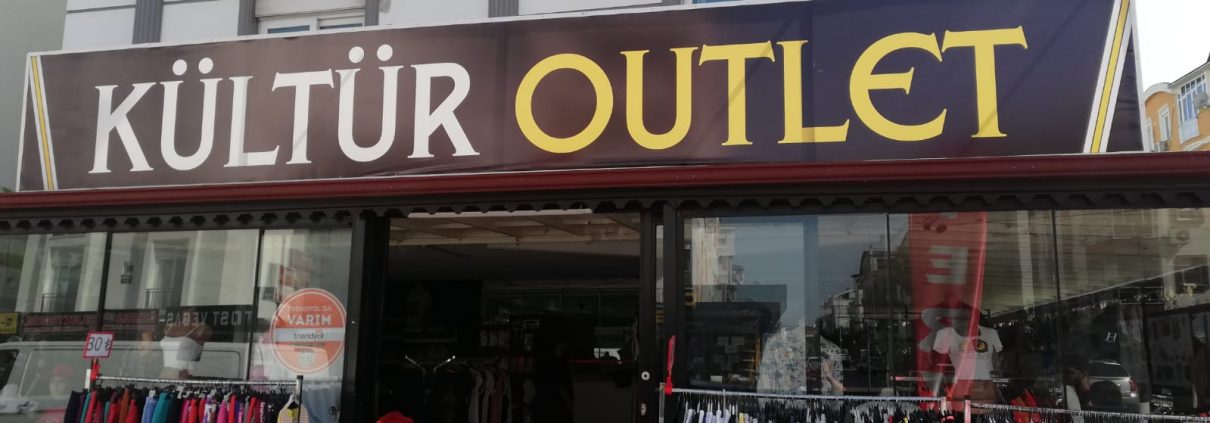 KÜLTÜR OUTLET
TRENDYOL'DA
VARIM
trendyol
30 ₺